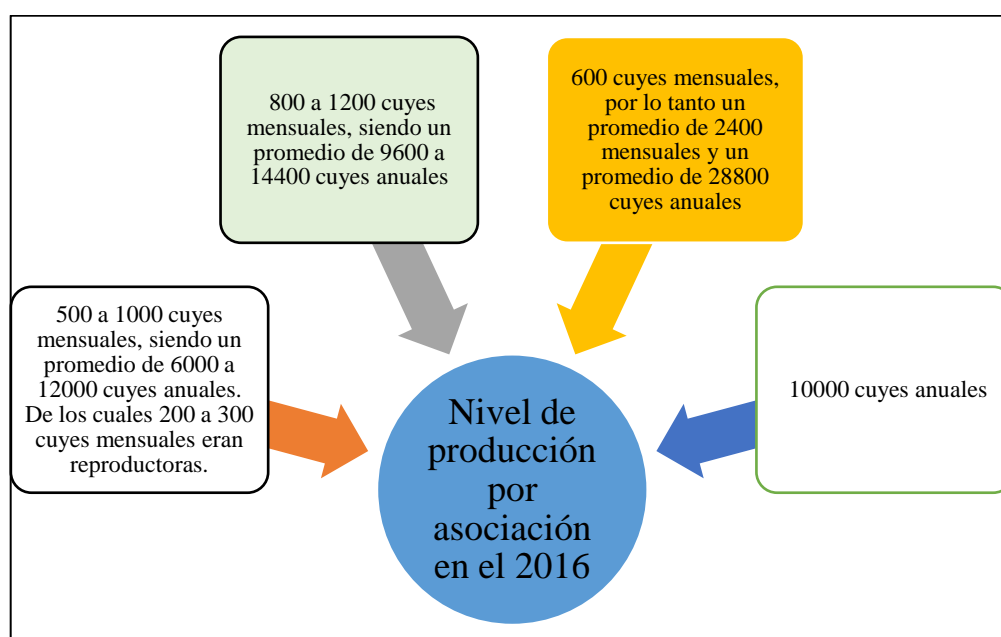 800 a 1200 cuyes
mensuales, siendo un
promedio de 9600 a
14400 cuyes anuales
600 cuyes mensuales,
por lo tanto un
promedio de 2400
mensuales y un
promedio de 28800
cuyes anuales
500 a 1000 cuyes
mensuales, siendo un
promedio de 6000 a
12000 cuyes anuales.
De los cuales 200 a 300
cuyes mensuales eran
reproductoras.
10000 cuyes anuales
Nivel de
producción
por
asociación
en el 2016